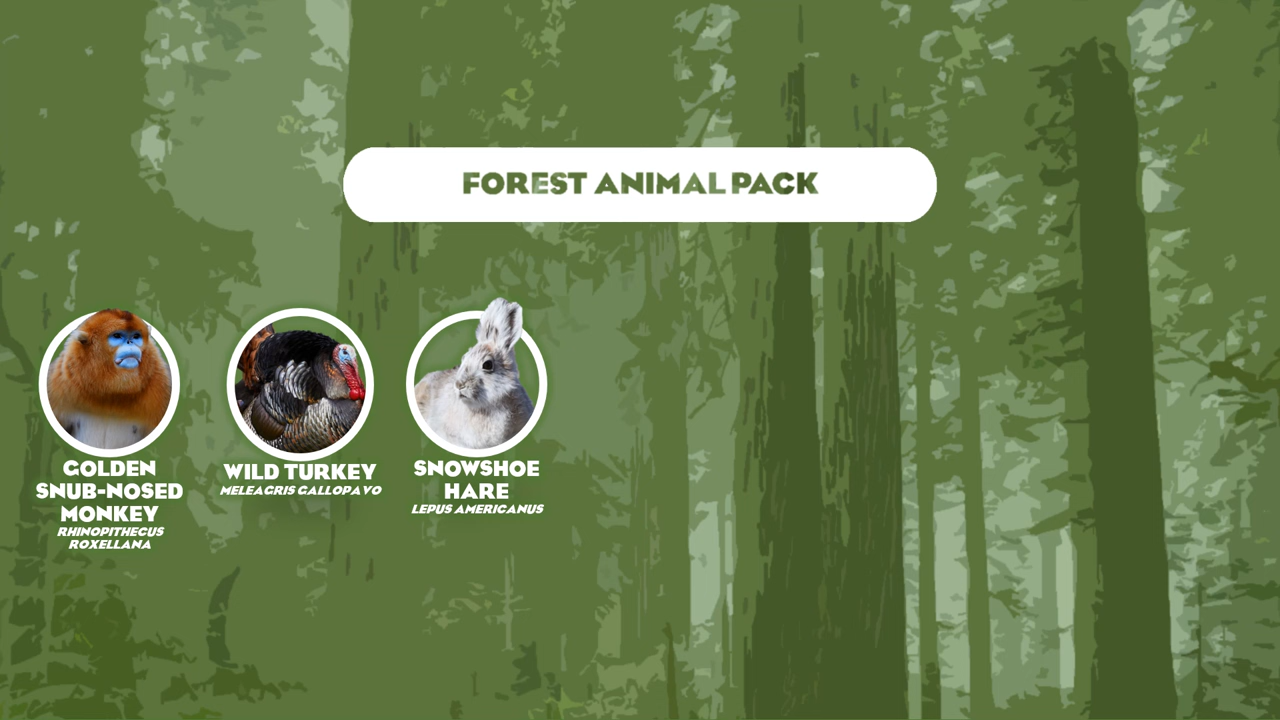 FOREST ANIMAL PACK
GOLDEN
SNUB-NOSED
MONKEY
RHINOPITHECUS
ROXELLANA
WILD TURKEY
MELEAGRIS GALLOPAVO
SNOWSHOE
HARE
LEPUS AMERICANUS